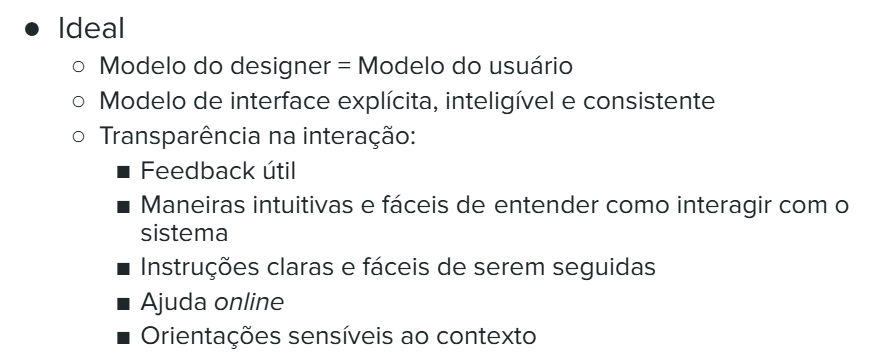 ● Ideal
○ Modelo do designer = Modelo do usuário
○ Modelo de interface explícita, inteligível e consistente
○ Transparência na interação:
■ Feedback útil
■ Maneiras intuitivas e fáceis de entender como interagir com o
sistema
■ Instruções claras e fáceis de serem seguidas
■ Ajuda online
■ Orientações sensíveis ao contexto